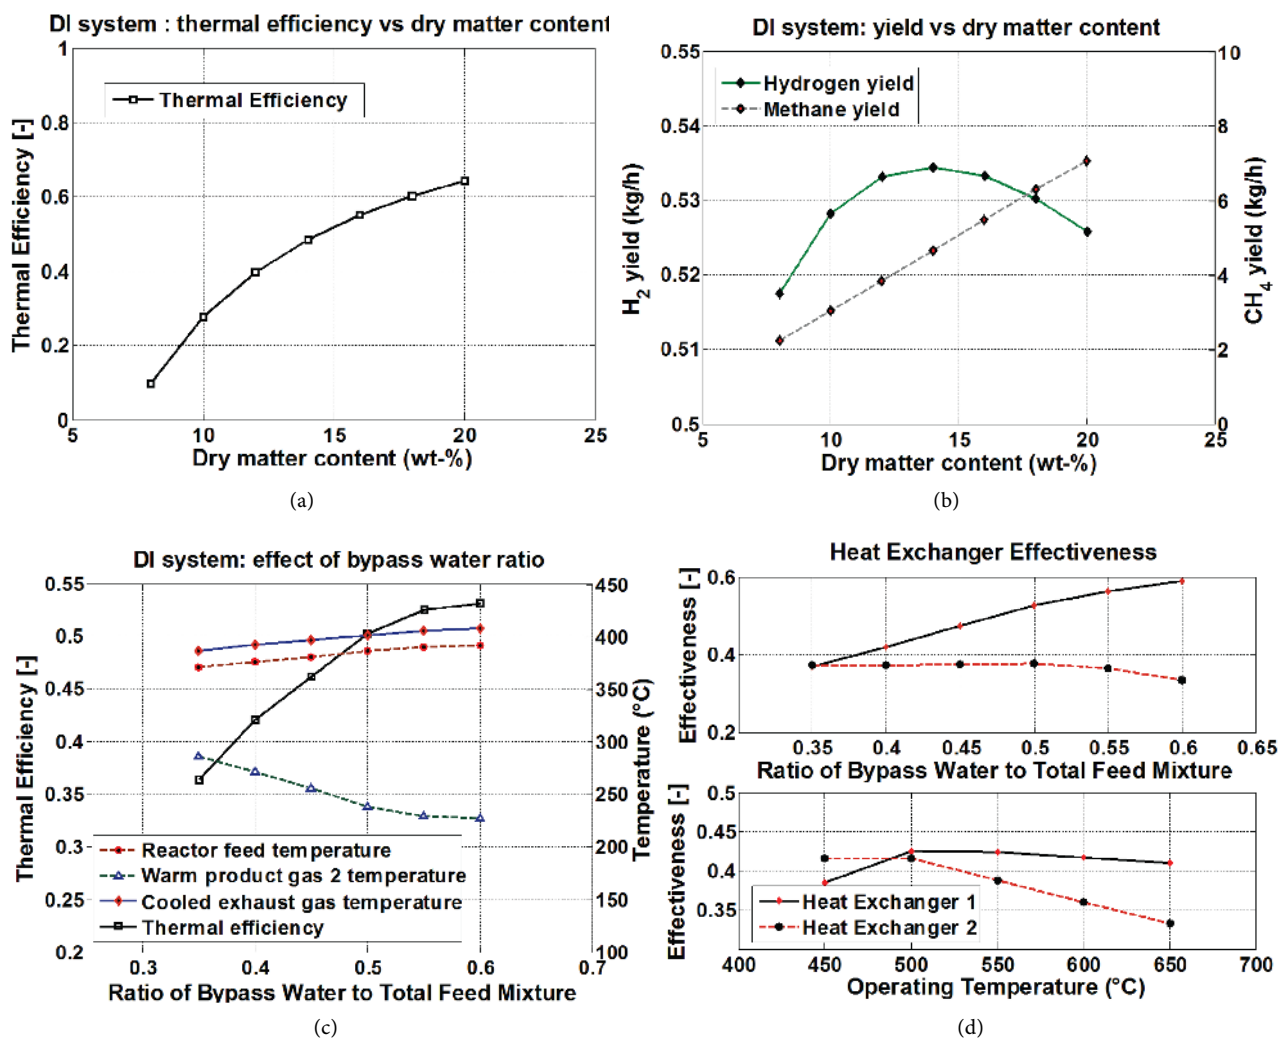 DI system : thermal efficiency vs dry matter content
1
0.8
0.6
0.4
0.2
0
Thermal Efficiency [-]
Thermal Efficiency
5
10
15
20
25
Dry matter content (wt-%)
(a)
DI system: yield vs dry matter content
0.55
0.54
0.53
0.52
0.51
0.5
H2 yield (kg/h)
Hydrogen yield
Methane yield
10
8
6
4
2
0
CH4 yield (kg/h)
5
10
15
20
25
Dry matter content (wt-%)
(b)
DI system: effect of bypass water ratio
0.55
0.5
0.45
0.4
0.35
0.3
0.25
0.2
Thermal Efficiency [-]
450
400
350
300
250
200
150
100
Temperature (°C)
Reactor feed temperature
Warm product gas 2 temperature
Cooled exhaust gas temperature
Thermal efficiency
0.3
0.4
0.5
0.6
0.7
Ratio of Bypass Water to Total Feed Mixture
(c)
Heat Exchanger Effectiveness
0.6
0.4
0.2
Effectiveness [-]
0.35
0.4
0.45
0.5
0.55
0.6
0.65
Ratio of Bypass Water to Total Feed Mixture
0.5
0.45
0.4
0.35
Effectiveness [-]
Heat Exchanger 1
Heat Exchanger 2
400
450
500
550
600
650
700
Operating Temperature (°C)
(d)